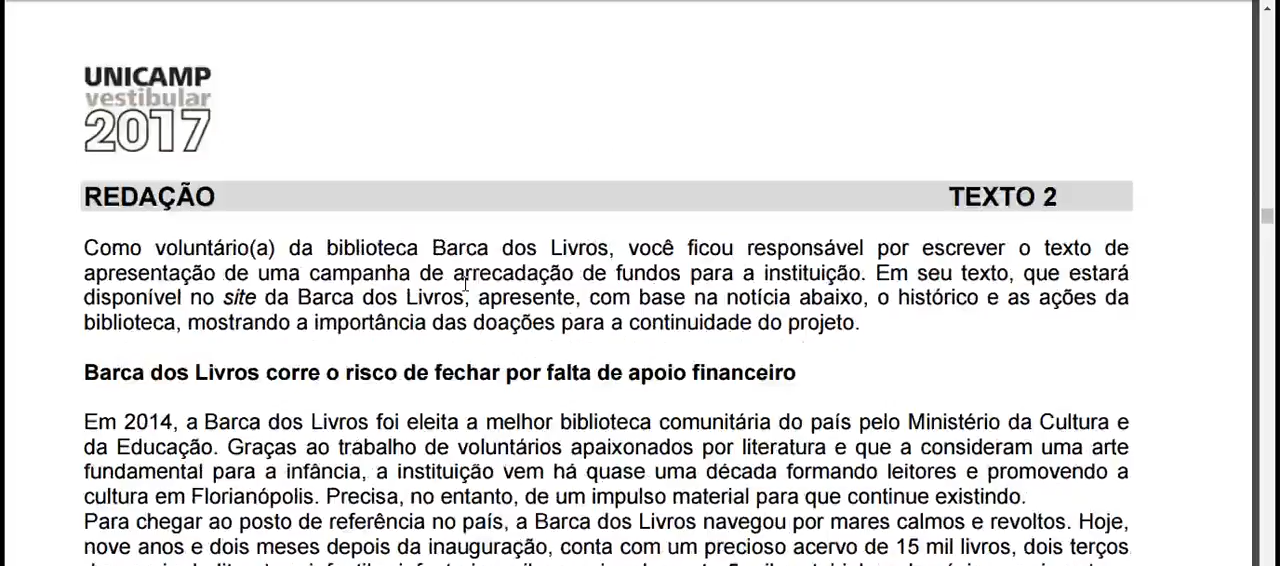 UNICAMP
vestibular
2017
REDAÇÃO TEXTO 2
Como voluntário(a) da biblioteca Barca dos Livros, você ficou responsável por escrever o texto de
apresentação de uma campanha de arrecadação de fundos para a instituição. Em seu texto, que estará
disponível no site da Barca dos Livros, apresente, com base na notícia abaixo, o histórico e as ações da
biblioteca, mostrando a importância das doações para a continuidade do projeto.
Barca dos Livros corre o risco de fechar por falta de apoio financeiro
Em 2014, a Barca dos Livros foi eleita a melhor biblioteca comunitária do país pelo Ministério da Cultura e
da Educação. Graças ao trabalho de voluntários apaixonados por literatura e que a consideram uma arte
fundamental para a infância, a instituição vem há quase uma década formando leitores e promovendo a
cultura em Florianópolis. Precisa, no entanto, de um impulso material para que continue existindo.
Para chegar ao posto de referência no país, a Barca dos Livros navegou por mares calmos e revoltos. Hoje,
nove anos e dois meses depois da inauguração, conta com um precioso acervo de 15 mil livros, dois terços